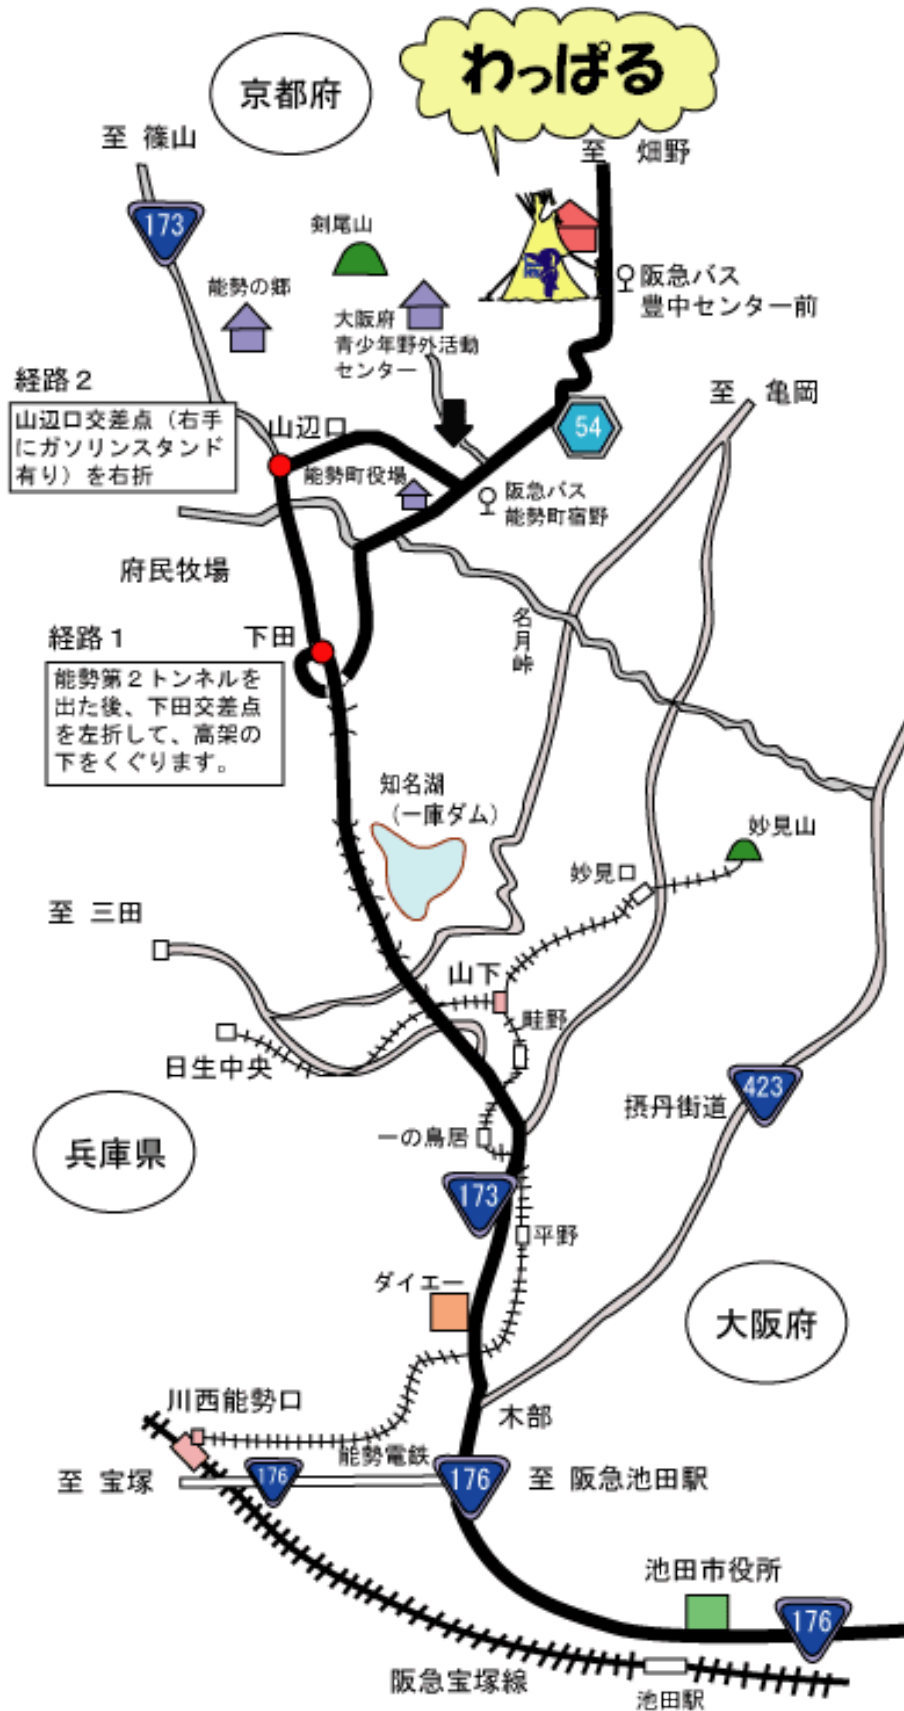 わっぱる
京都府
至 篠山
至 畑野
173
剣尾山
能勢の郷
阪急バス
豊中センター前
大阪府
青少年野外活動
センター
経路2
山辺口交差点(右手
にガソリンスタンド
有り)を右折
山辺口
至 亀岡
54
能勢町役場
阪急バス
能勢町宿野
府民牧場
名月峠
経路1
下田
能勢第2トンネルを
出た後、下田交差点
を左折して、高架の
下をくぐります。
知名湖
(一庫ダム)
妙見山
妙見口
至 三田
山下
畦野
日生中央
423
摂丹街道
兵庫県
一の鳥居
173
平野
ダイエー
大阪府
川西能勢口
木部
能勢電鉄
至 宝塚
176
176
至 阪急池田駅
池田市役所
176
阪急宝塚線
池田駅